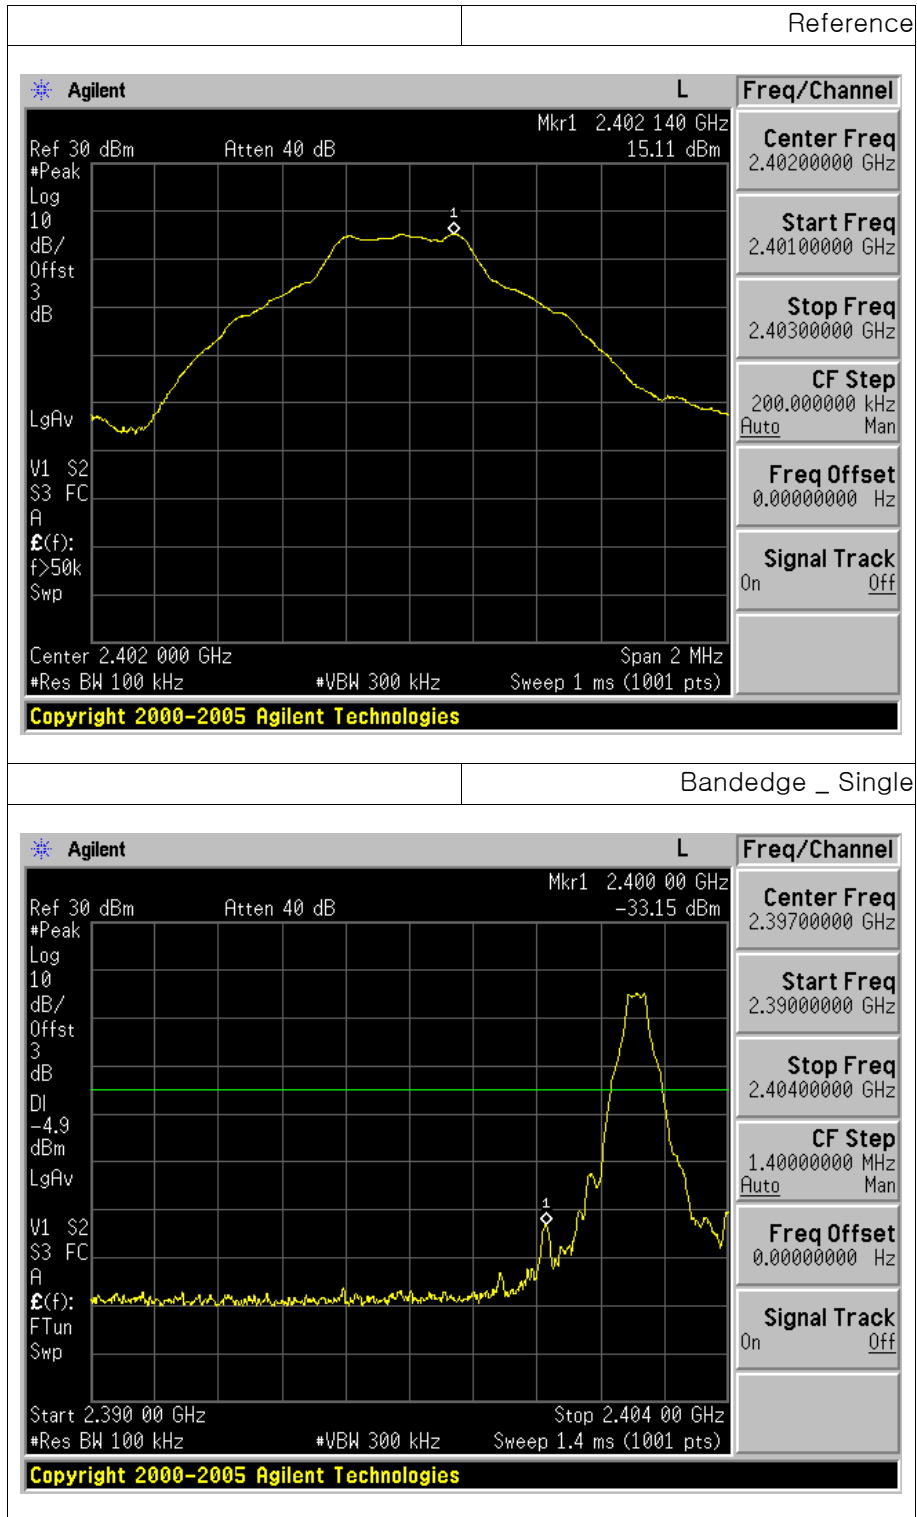 Reference
Agilent L Freq/Channel
Mkr1 2.402 140 GHz
Ref 30 dBm Atten 40 dB 15.11 dBm
#Peak
Log
10
dB/
Offst
3
dB
LgAv
V1 S2
S3 FC
A
£(f):
f>50k
Swp
1
Center 2.402 000 GHz Span 2 MHz
#Res BW 100 kHz #VBW 300 kHz Sweep 1 ms (1001 pts)
Center Freq
2.40200000 GHz
Start Freq
2.40100000 GHz
Stop Freq
2.40300000 GHz
CF Step
200.000000 kHz
Auto Man
Freq Offset
0.00000000 Hz
Signal Track
On Off
Copyright 2000-2005 Agilent Technologies
Bandedge _ Single
Agilent L Freq/Channel
Mkr1 2.400 00 GHz
Ref 30 dBm Atten 40 dB -33.15 dBm
#Peak
Log
10
dB/
Offst
3
dB
DI
-4.9
dBm
LgAv
V1 S2
S3 FC
A
£(f):
FTun
Swp
1
Start 2.390 00 GHz Stop 2.404 00 GHz
#Res BW 100 kHz #VBW 300 kHz Sweep 1.4 ms (1001 pts)
Center Freq
2.39700000 GHz
Start Freq
2.39000000 GHz
Stop Freq
2.40400000 GHz
CF Step
1.40000000 MHz
Auto Man
Freq Offset
0.00000000 Hz
Signal Track
On Off
Copyright 2000-2005 Agilent Technologies